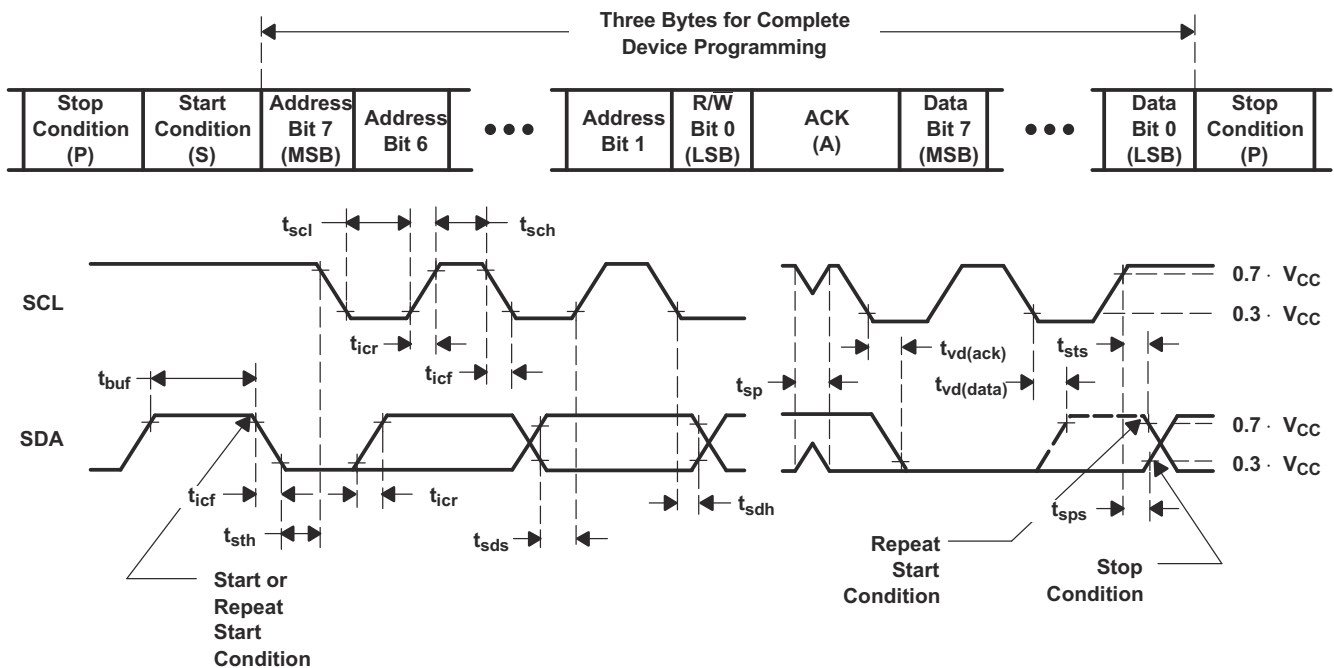 Three Bytes for Complete
Device Programming
Stop
Condition
(P)
Start
Condition
(S)
Address
Bit 7
(MSB)
Address
Bit 6
•••
Address
Bit 1
R/W̅
Bit 0
(LSB)
ACK
(A)
Data
Bit 7
(MSB)
•••
Data
Bit 0
(LSB)
Stop
Condition
(P)
tscl
tsch
SCL
0.7 · VCC
0.3 · VCC
ticr
ticf
tbuf
tsp
tvd(ack)
tvd(data)
tsts
SDA
0.7 · VCC
0.3 · VCC
ticf
ticr
tsth
tsds
tsdh
tsps
Start or
Repeat
Start
Condition
Repeat
Start
Condition
Stop
Condition